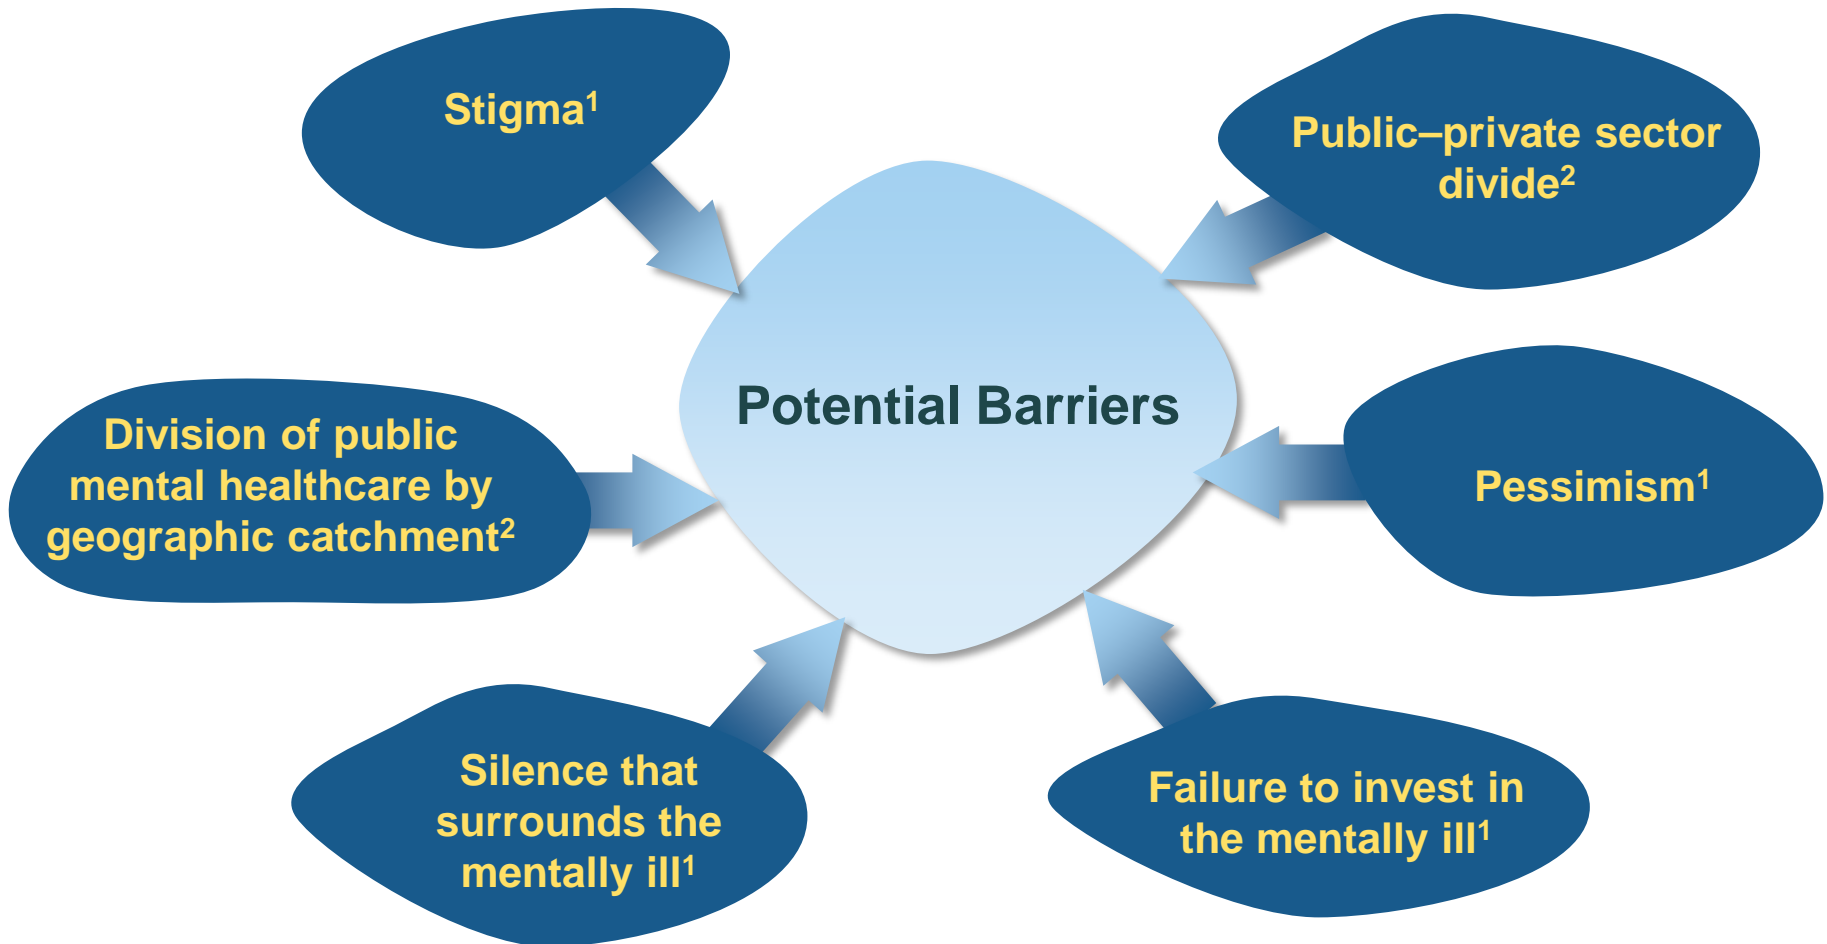 Stigma¹
Public–private sector
divide²
Potential Barriers
Division of public
mental healthcare by
geographic catchment²
Pessimism¹
Silence that
surrounds the
mentally ill¹
Failure to invest in
the mentally ill¹